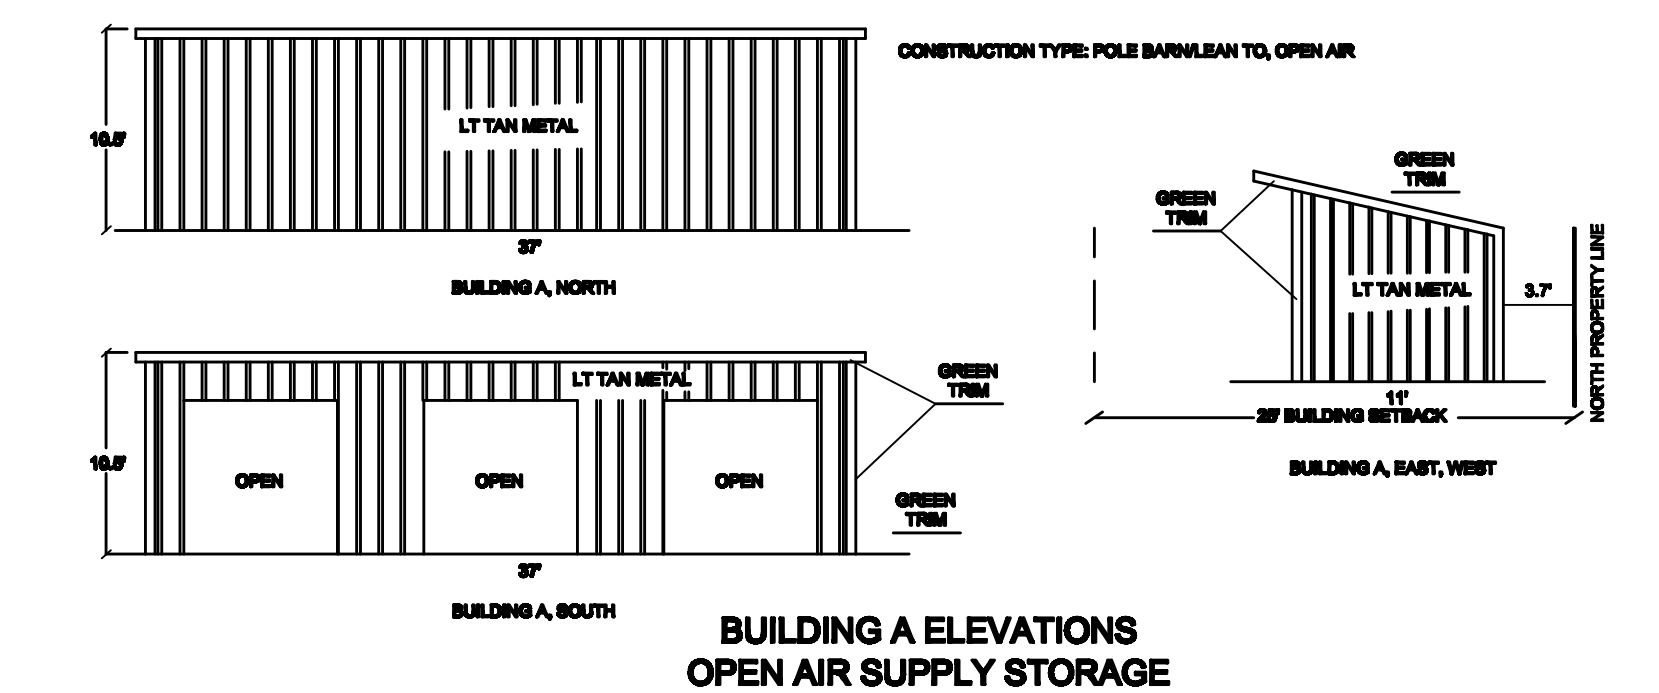 CONSTRUCTION TYPE: POLE BARN/LEAN TO, OPEN AIR
10.5'
LT TAN METAL
37'
BUILDING A, NORTH
GREEN
TRIM
GREEN
TRIM
LT TAN METAL
3.7'
NORTH PROPERTY LINE
11'
25' BUILDING SETBACK
BUILDING A, EAST, WEST
LT TAN METAL
GREEN
TRIM
10.5'
OPEN
OPEN
OPEN
GREEN
TRIM
37'
BUILDING A, SOUTH
BUILDING A ELEVATIONS
OPEN AIR SUPPLY STORAGE